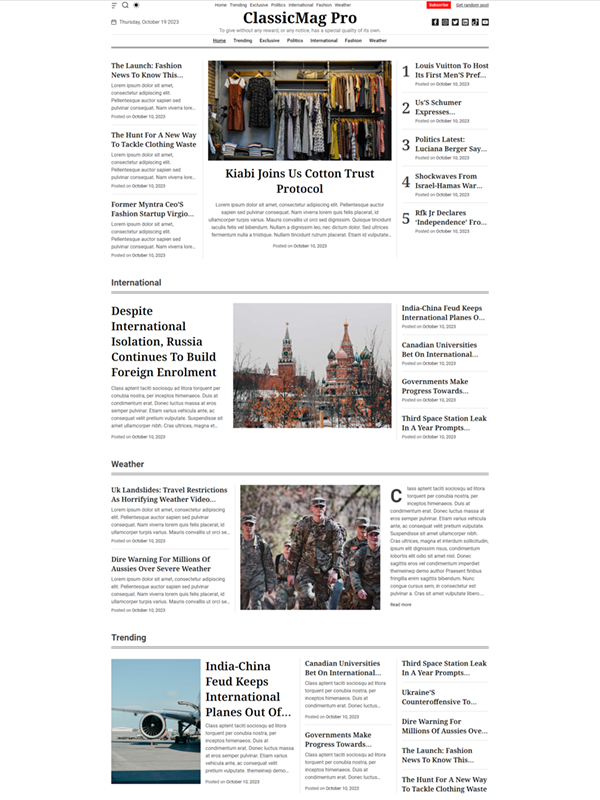 Home Trending Exclusive Politics International Fashion Weather
Subscribe
Get random post
ClassicMag Pro
Thursday, October 19 2023
To give without any reward, or any notice, has a special quality of its own.
Home Trending Exclusive Politics International Fashion Weather
The Launch: Fashion
News To Know This...
Lorem ipsum dolor sit amet,
consectetur adipiscing elit.
Pellentesque auctor sapien sed
pulvinar consequat. Nam viverra lore...
Posted on October 10, 2023
The Hunt For A New Way
To Tackle Clothing Waste
Lorem ipsum dolor sit amet,
consectetur adipiscing elit.
Pellentesque auctor sapien sed
pulvinar consequat. Nam viverra lore...
Posted on October 10, 2023
Former Myntra Ceo'S
Fashion Startup Virgio...
Lorem ipsum dolor sit amet,
consectetur adipiscing elit.
Pellentesque auctor sapien sed
pulvinar consequat. Nam viverra lore...
Posted on October 10, 2023
Kiabi Joins Us Cotton Trust
Protocol
Lorem ipsum dolor sit amet, consectetur adipiscing elit. Pellentesque auctor
sapien sed pulvinar consequat. Nam viverra lorem felis placerat, id
ullamcorper turpis varius. Mauris convallis ut orci sed dignissim. Quisque tincidunt
iaculis felis vel bibendum. Nullam a dignissim leo, nec dictum dolor. Sed ultrices
fermentum nulla a tristique. Nullam tincidunt rutrum placerat. Etiam id vulputate...
Posted on October 10, 2023
1
Louis Vuitton To Host
Its First Men'S Pref...
Posted on October 10, 2023
2
Us'S Schumer
Expresses...
Posted on October 10, 2023
3
Politics Latest:
Luciana Berger Say...
Posted on October 10, 2023
4
Shockwaves From
Israel-Hamas War...
Posted on October 10, 2023
5
Rfk Jr Declares
'Independence' Fro...
Posted on October 10, 2023
International
Despite
International
Isolation, Russia
Continues To Build
Foreign Enrolment
Class aptent taciti sociosqu ad litora torquent per
conubia nostra, per inceptos himenaeos. Duis at
condimentum erat. Donec luctus massa at eros
semper pulvinar. Etiam varius vehicula ante, ac
consequat velit pretium vulputate. Suspendisse sit
amet ullamcorper nibh. Cras ultrices, magna et...
Posted on October 10, 2023
India-China Feud Keeps
International Planes O...
Posted on October 10, 2023
Canadian Universities
Bet On International...
Posted on October 10, 2023
Governments Make
Progress Towards...
Posted on October 10, 2023
Third Space Station Leak
In A Year Prompts...
Posted on October 10, 2023
Weather
Uk Landslides: Travel Restrictions
As Horrifying Weather Video...
Lorem ipsum dolor sit amet, consectetur adipiscing
elit. Pellentesque auctor sapien sed pulvinar
consequat. Nam viverra lorem quis felis placerat, id
ullamcorper turpis varius. Mauris convallis ut orci se...
Posted on October 10, 2023
Dire Warning For Millions Of
Aussies Over Severe Weather
Lorem ipsum dolor sit amet, consectetur adipiscing
elit. Pellentesque auctor sapien sed pulvinar
consequat. Nam viverra lorem quis felis placerat, id
ullamcorper turpis varius. Mauris convallis ut orci se...
Posted on October 10, 2023
Class aptent taciti sociosqu ad litora
torquent per conubia nostra, per
inceptos himenaeos. Duis at
condimentum erat. Donec luctus massa at eros
semper pulvinar. Etiam varius vehicula ante, ac
consequat velit pretium vulputate.
Suspendisse sit amet ullamcorper nibh. Cras
ultrices, magna et interdum sollicitudin,
ipsum elit dignissim risus, condimentum
lobortis elit odio sit amet nisl. Donec
sagittis eros vel condimentum imperdiet
themeinwp demo author Praesent finibus
fringilla enim sagittis bibendum. Nunc
congue cursus sem, in consectetur est
pulvinar a. Cras sit amet vulputate libero...
Read more
Trending
India-China
Feud Keeps
International
Planes Out Of...
Class aptent taciti sociosqu ad litora
torquent per conubia nostra, per
inceptos himenaeos. Duis at
condimentum erat. Donec luctus massa
at eros semper pulvinar. Etiam varius
vehicula ante, ac consequat velit
pretium vulputate. themeinwp demo...
Posted on October 10, 2023
Canadian Universities
Bet On International...
Class aptent taciti sociosqu ad litora
torquent per conubia nostra, per
inceptos himenaeos. Duis at
condimentum erat. Donec luctus...
Posted on October 10, 2023
Governments Make
Progress Towards...
Class aptent taciti sociosqu ad litora
torquent per conubia nostra, per
inceptos himenaeos. Duis at
condimentum erat. Donec luctus...
Posted on October 10, 2023
Third Space Station Leak
In A Year Prompts...
Ukraine'S
Counteroffensive To...
Dire Warning For
Millions Of Aussies Ove...
The Launch: Fashion
News To Know This...
The Hunt For A New Way
To Tackle Clothing Waste